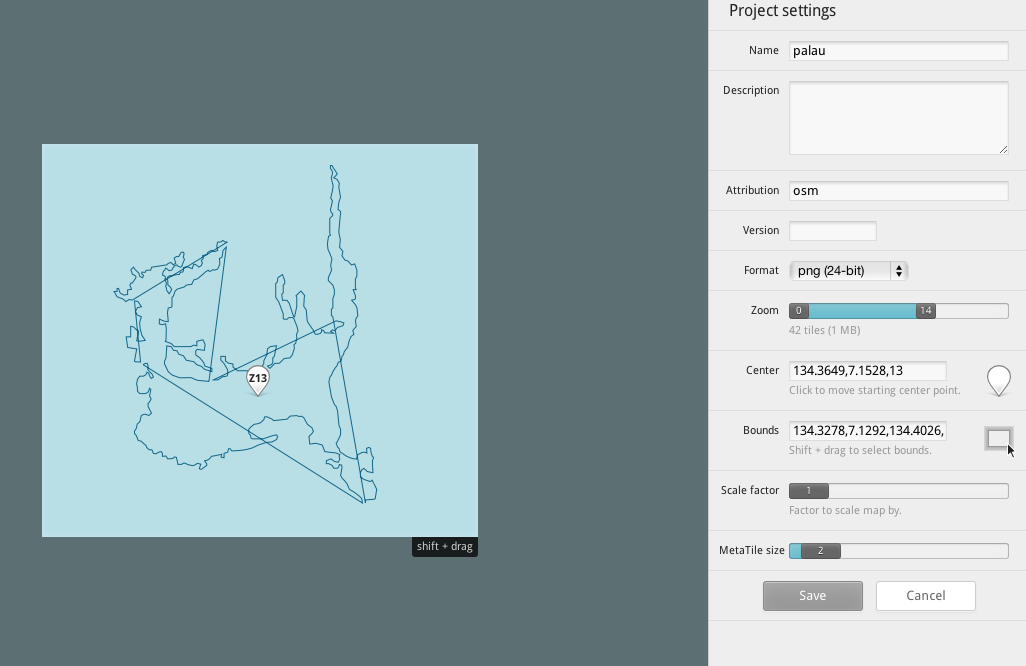 Project settings
Name palau
Description
Attribution osm
Version
Format png (24-bit)
Zoom 0 14
42 tiles (1 MB)
Center 134.3649,7.1528,13
Click to move starting center point.
Bounds 134.3278,7.1292,134.4026,
Shift + drag to select bounds.
Scale factor 1
Factor to scale map by.
MetaTile size 2
Save Cancel
Z13
shift + drag